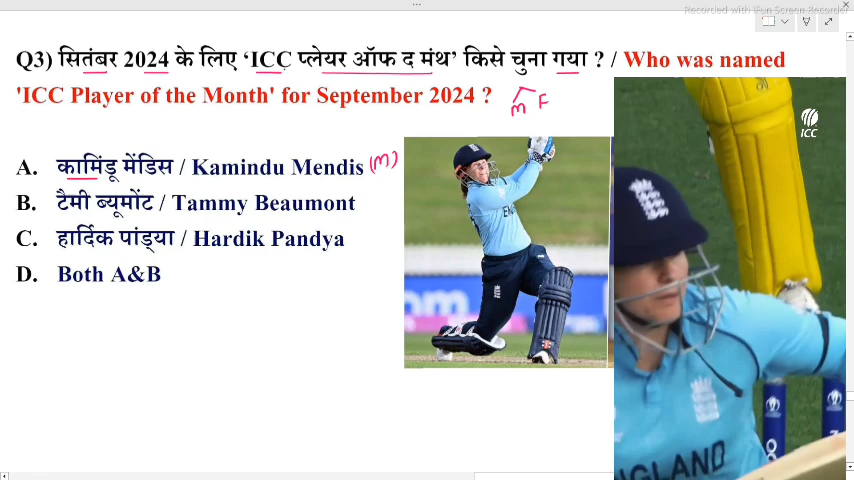 Recorded with iFun Screen Recorder
Q3) सितंबर 2024 के लिए ‘ICC प्लेयर ऑफ द मंथ’ किसे चुना गया ? / Who was named
'ICC Player of the Month' for September 2024 ?
M F
A. कामिंडू मेंडिस / Kamindu Mendis (M)
B. टैमी ब्यूमोंट / Tammy Beaumont
C. हार्दिक पांड्या / Hardik Pandya
D. Both A&B
ICC
ENGLAND